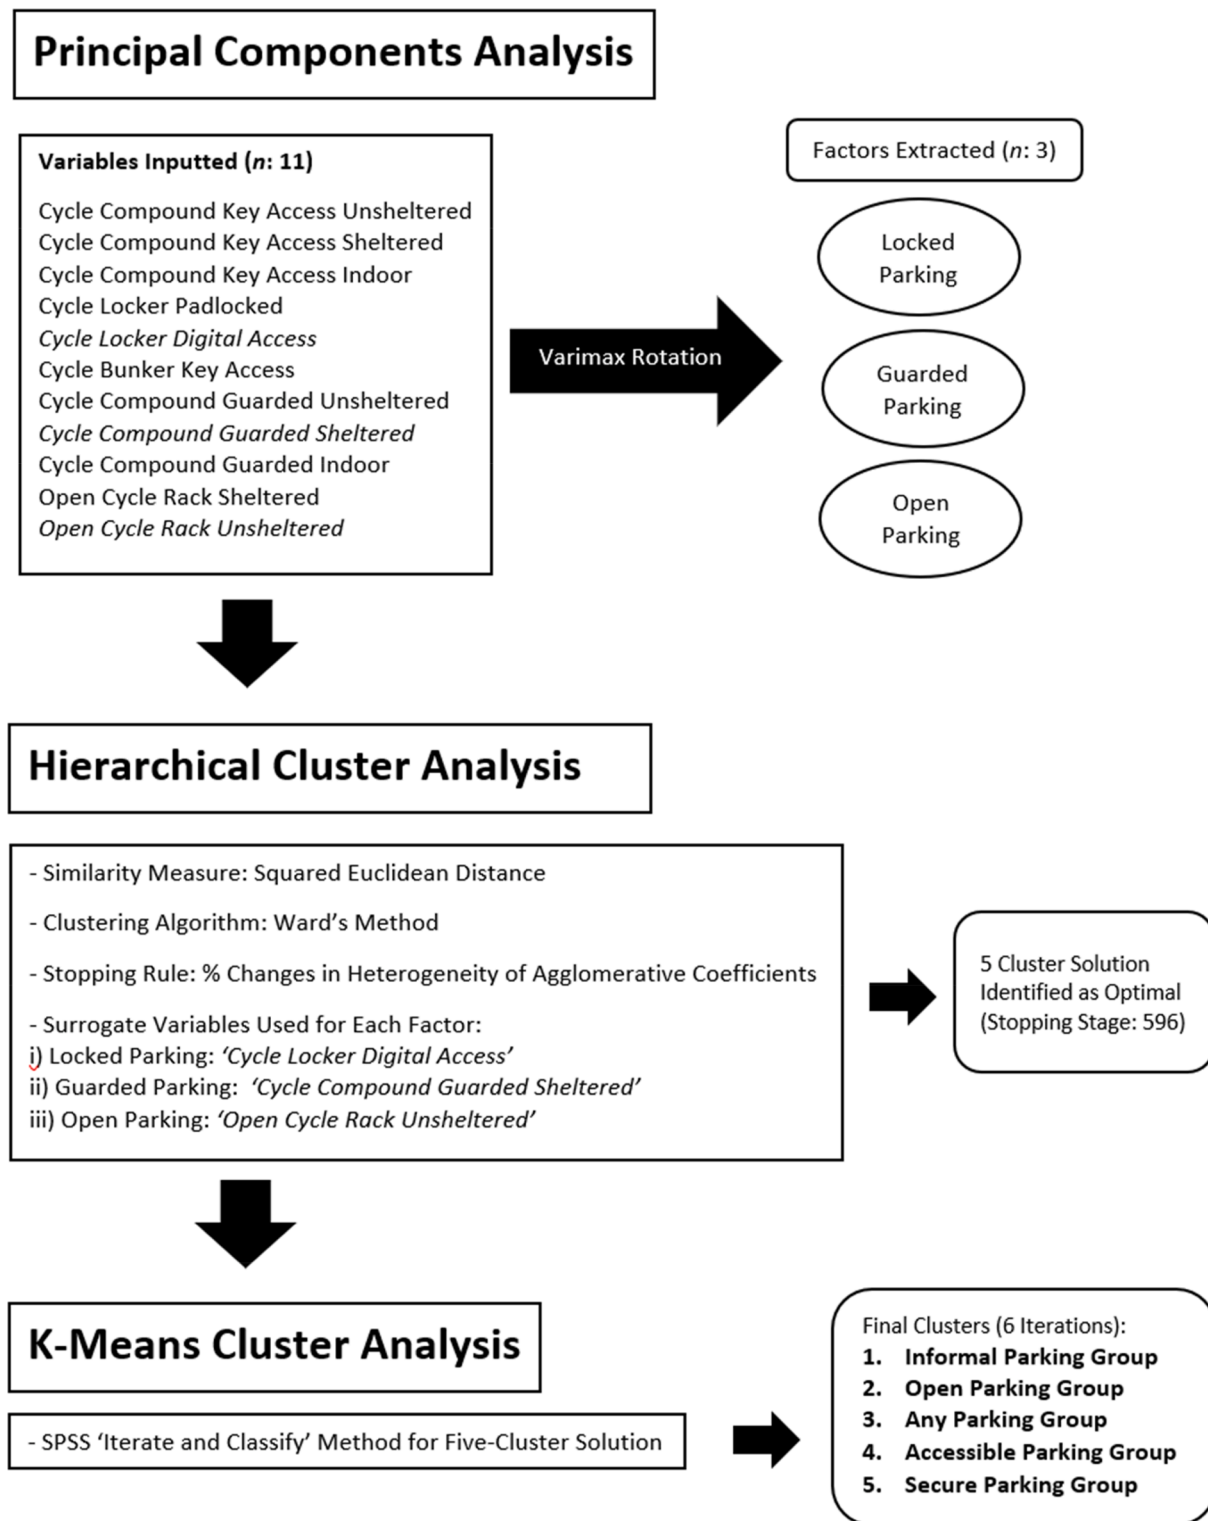 Principal Components Analysis
Variables Inputted (n: 11)
Cycle Compound Key Access Unsheltered
Cycle Compound Key Access Sheltered
Cycle Compound Key Access Indoor
Cycle Locker Padlocked
Cycle Locker Digital Access
Cycle Bunker Key Access
Cycle Compound Guarded Unsheltered
Cycle Compound Guarded Sheltered
Cycle Compound Guarded Indoor
Open Cycle Rack Sheltered
Open Cycle Rack Unsheltered
Varimax Rotation
Factors Extracted (n: 3)
Locked
Parking
Guarded
Parking
Open
Parking
Hierarchical Cluster Analysis
- Similarity Measure: Squared Euclidean Distance
- Clustering Algorithm: Ward’s Method
- Stopping Rule: % Changes in Heterogeneity of Agglomerative Coefficients
- Surrogate Variables Used for Each Factor:
i) Locked Parking: ‘Cycle Locker Digital Access’
ii) Guarded Parking: ‘Cycle Compound Guarded Sheltered’
iii) Open Parking: ‘Open Cycle Rack Unsheltered’
5 Cluster Solution
Identified as Optimal
(Stopping Stage: 596)
K-Means Cluster Analysis
- SPSS ‘Iterate and Classify’ Method for Five-Cluster Solution
Final Clusters (6 Iterations):
1. Informal Parking Group
2. Open Parking Group
3. Any Parking Group
4. Accessible Parking Group
5. Secure Parking Group